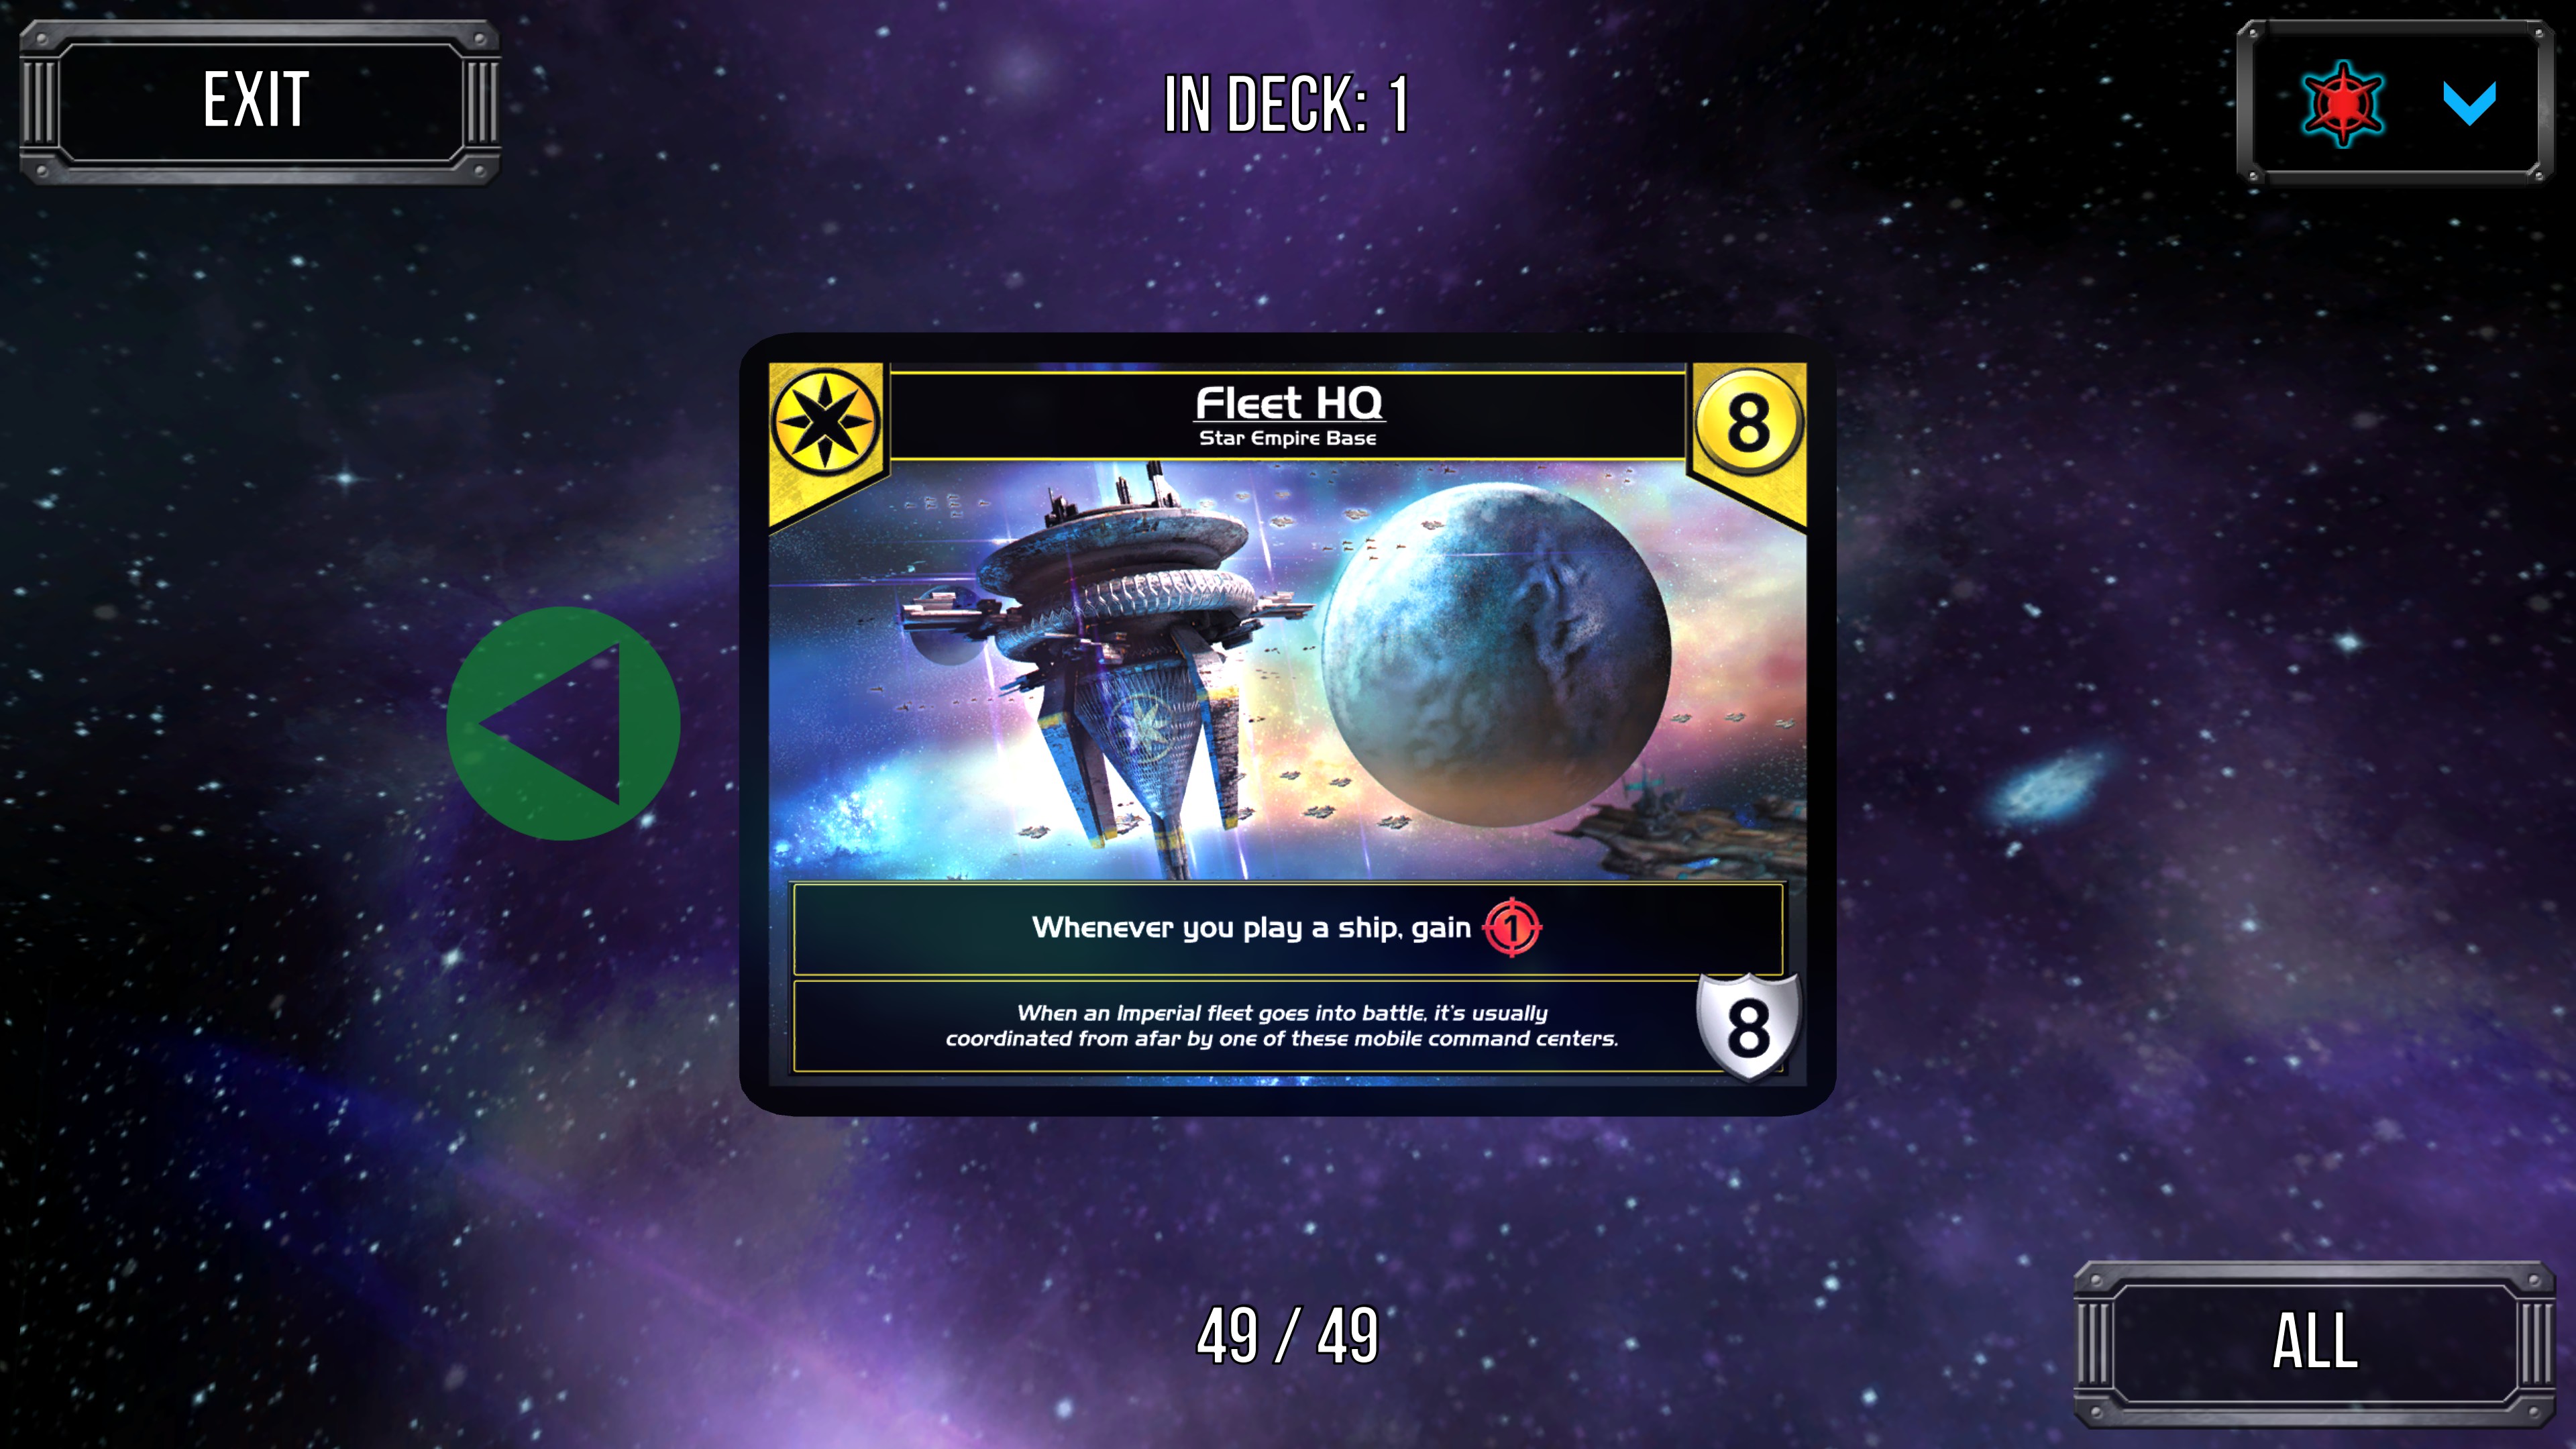 EXIT
IN DECK: 1
Fleet HQ
Star Empire Base
8
Whenever you play a ship, gain 1
When an Imperial fleet goes into battle, it's usually
coordinated from afar by one of these mobile command centers.
8
49 / 49
ALL